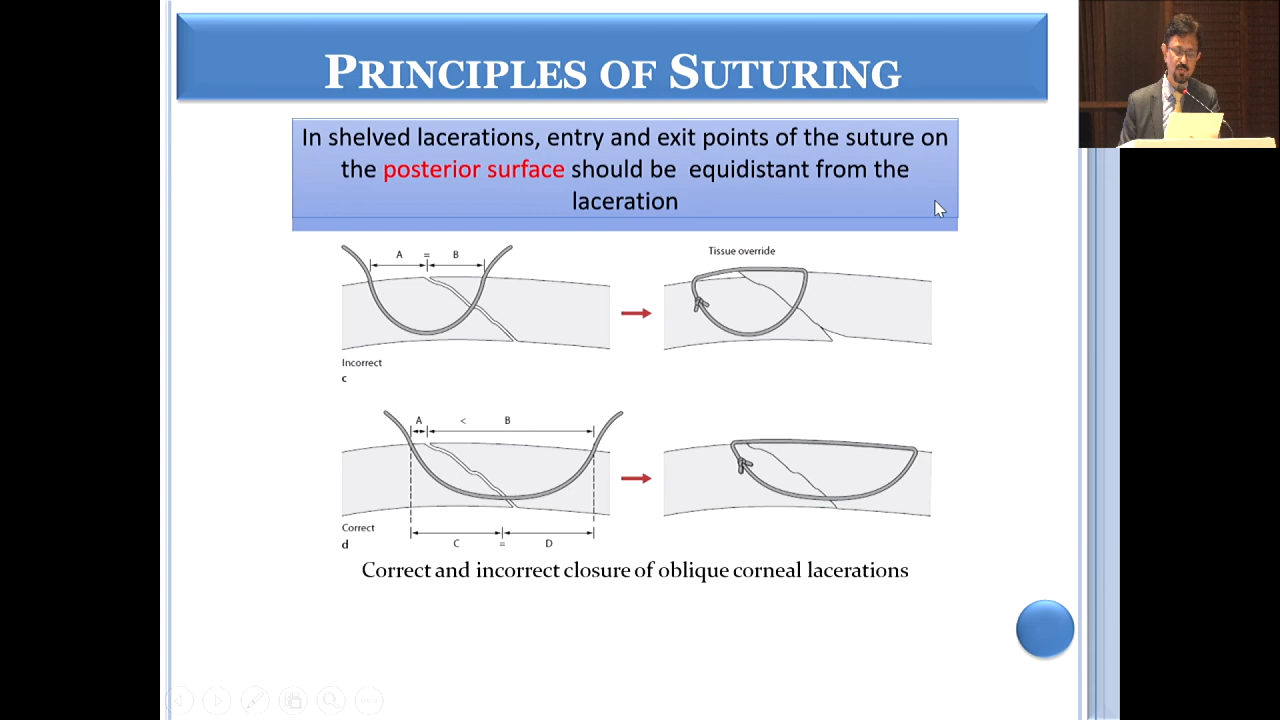 PRINCIPLES OF SUTURING
In shelved lacerations, entry and exit points of the suture on
the posterior surface should be equidistant from the
laceration
A = B
Tissue override
Incorrect
c
A < B
Correct
d
C = D
Correct and incorrect closure of oblique corneal lacerations